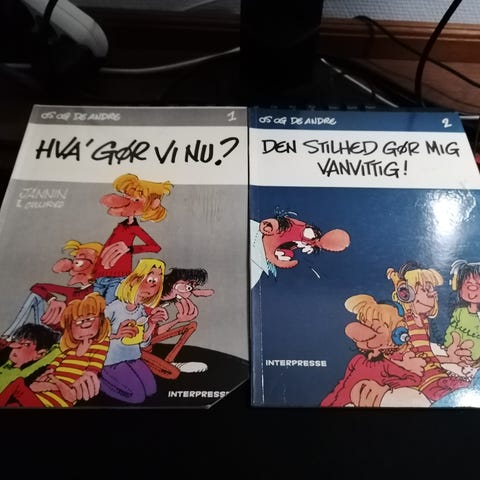 OS OG DE ANDRE 1
HVA' GØR VI NU?
JANNIN
& LIBERSKI
INTERPRESSE
OS OG DE ANDRE 2
DEN STILHED GØR MIG
VANVITTIG!
INTERPRESSE